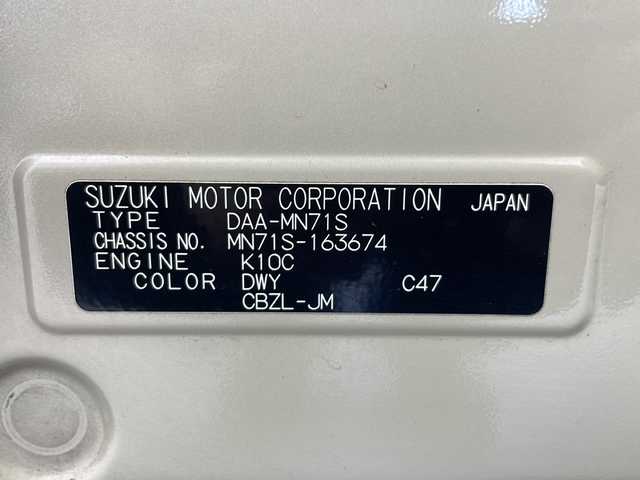 SUZUKI MOTOR CORPORATION JAPAN
TYPE DAA-MN71S
CHASSIS NO. MN71S-163674
ENGINE K10C
COLOR DWY C47
CBZL-JM